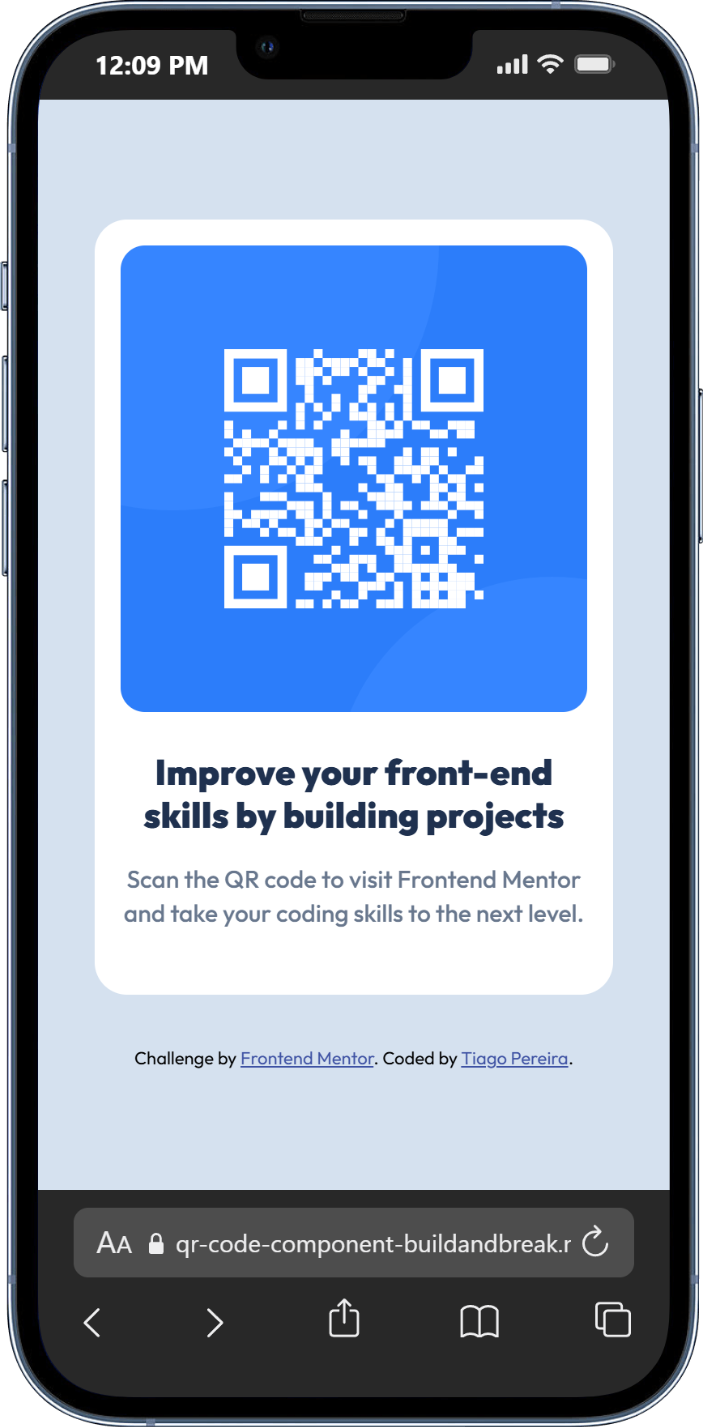 12:09 PM
Improve your front-end
skills by building projects
Scan the QR code to visit Frontend Mentor
and take your coding skills to the next level.
Challenge by Frontend Mentor. Coded by Tiago Pereira.
AA qr-code-component-buildandbreak.r